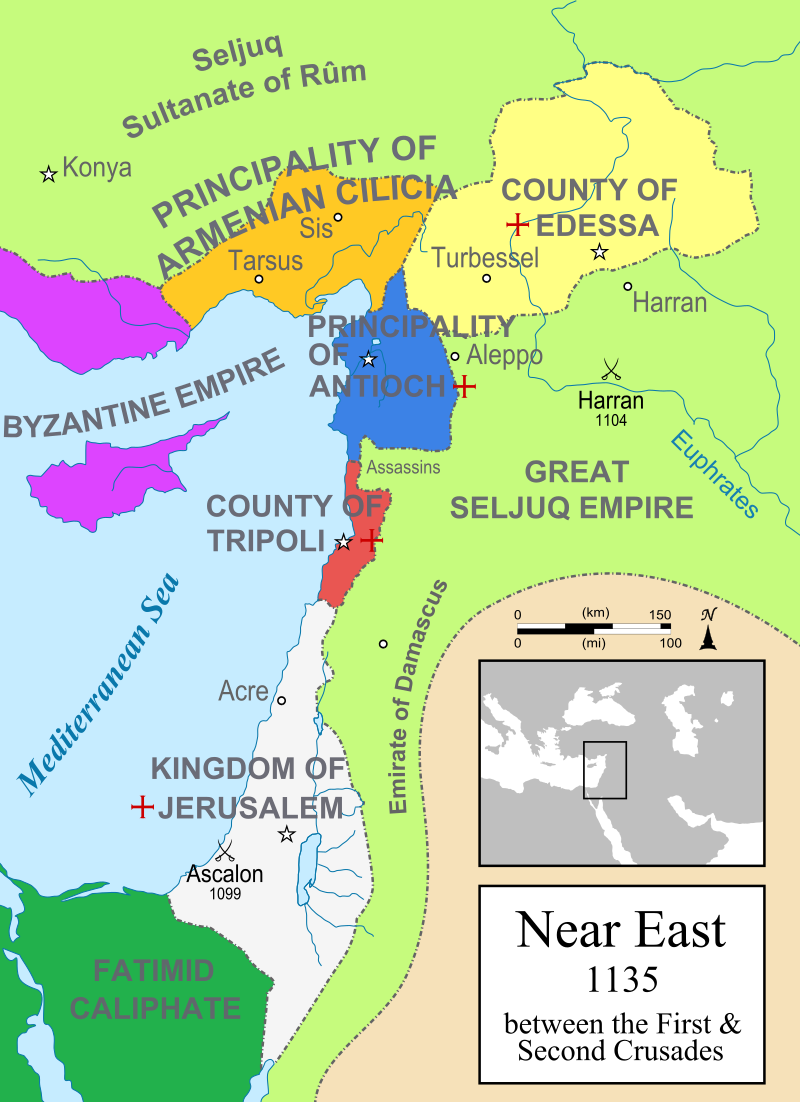 Seljuq
Sultanate of Rûm
Konya
PRINCIPALITY OF
ARMENIAN CILICIA
Sis
Tarsus
COUNTY OF
EDESSA
Turbessel
Harran
PRINCIPALITY
OF
ANTIOCH
Aleppo
Harran
1104
BYZANTINE EMPIRE
Euphrates
Assassins
GREAT
SELJUQ EMPIRE
COUNTY OF
TRIPOLI
Mediterranean Sea
Emirate of Damascus
0 (km) 150
0 (mi) 100
N
Acre
KINGDOM OF
JERUSALEM
Ascalon
1099
FATIMID
CALIPHATE
Near East
1135
between the First &
Second Crusades